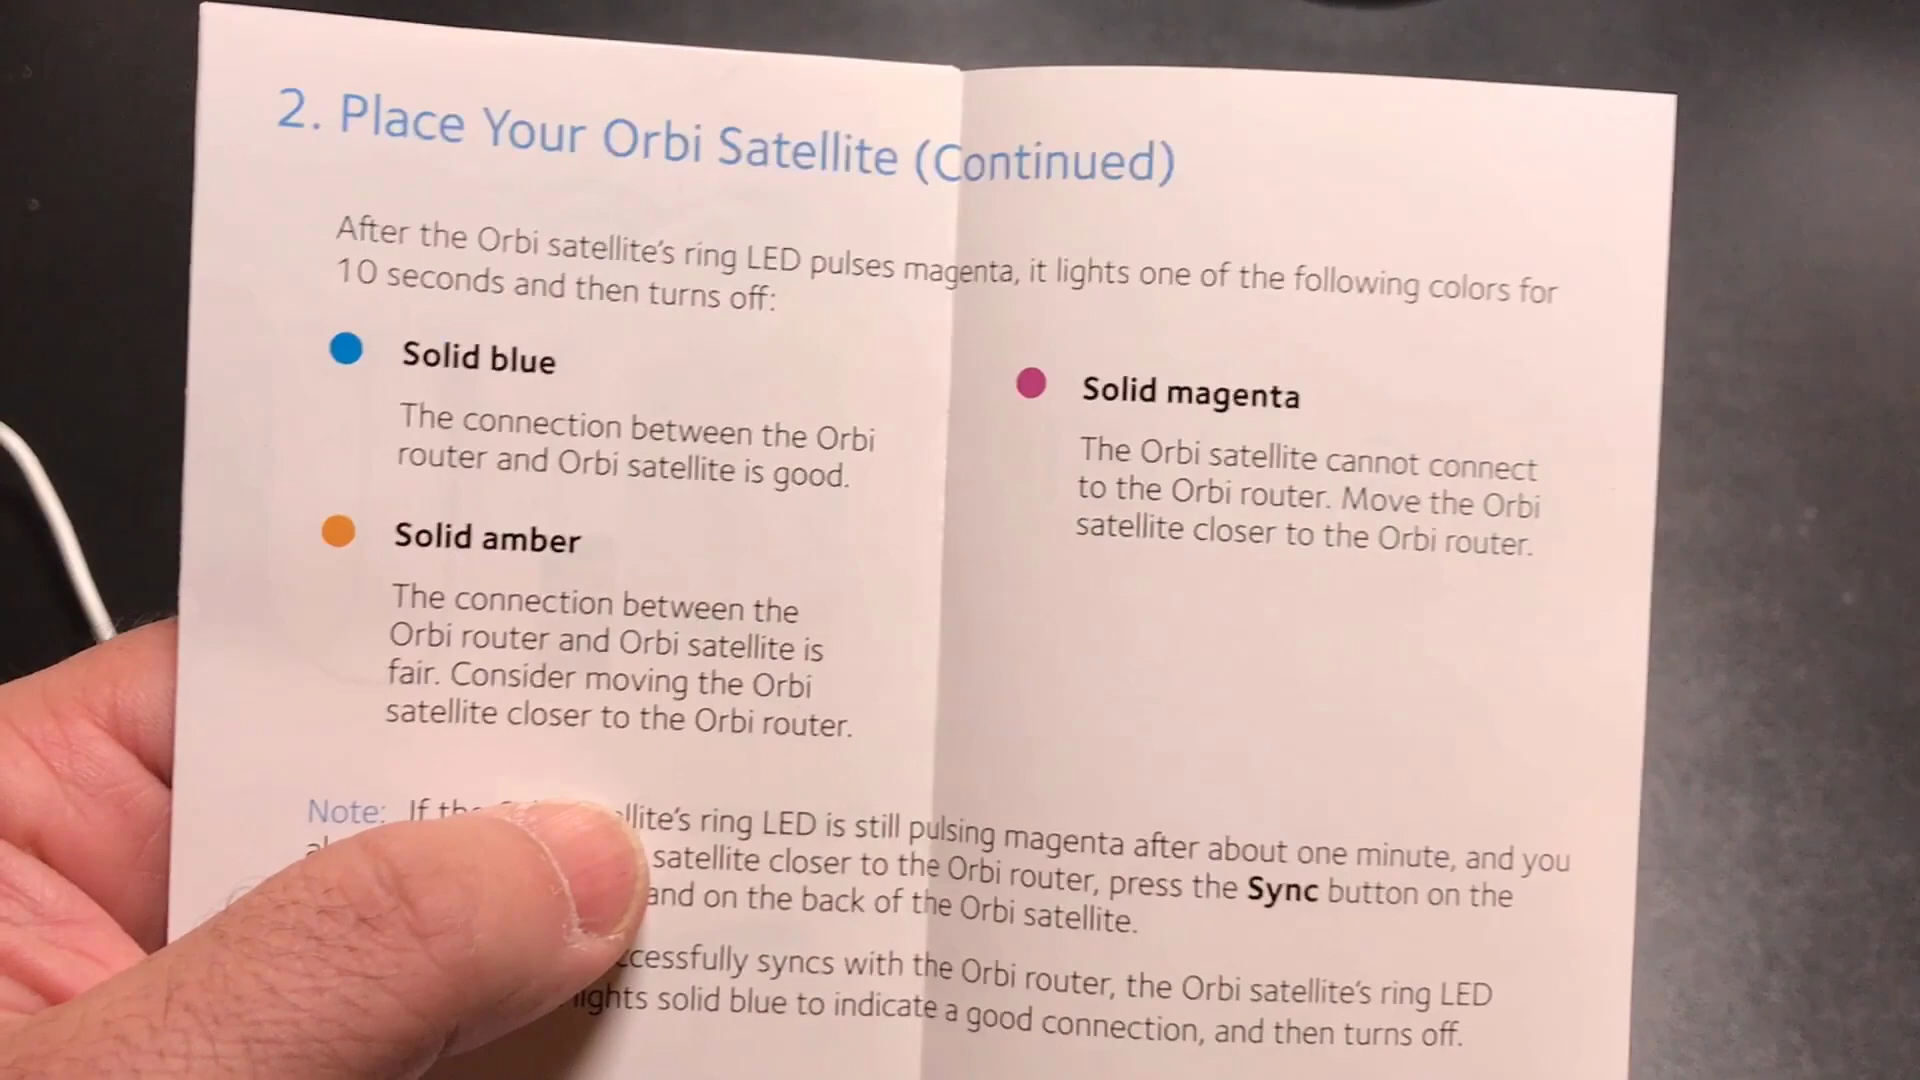 2. Place Your Orbi Satellite (Continued)
After the Orbi satellite's ring LED pulses magenta, it lights one of the following colors for
10 seconds and then turns off:
Solid blue
The connection between the Orbi
router and Orbi satellite is good.
Solid amber
The connection between the
Orbi router and Orbi satellite is
fair. Consider moving the Orbi
satellite closer to the Orbi router.
Solid magenta
The Orbi satellite cannot connect
to the Orbi router. Move the Orbi
satellite closer to the Orbi router.
Note: If ring LED is still pulsing magenta after about one minute, and you
satellite closer to the Orbi router, press the Sync button on the
and on the back of the Orbi satellite.
syncs with the Orbi router, the Orbi satellite's ring LED
lights solid blue to indicate a good connection, and then turns off.